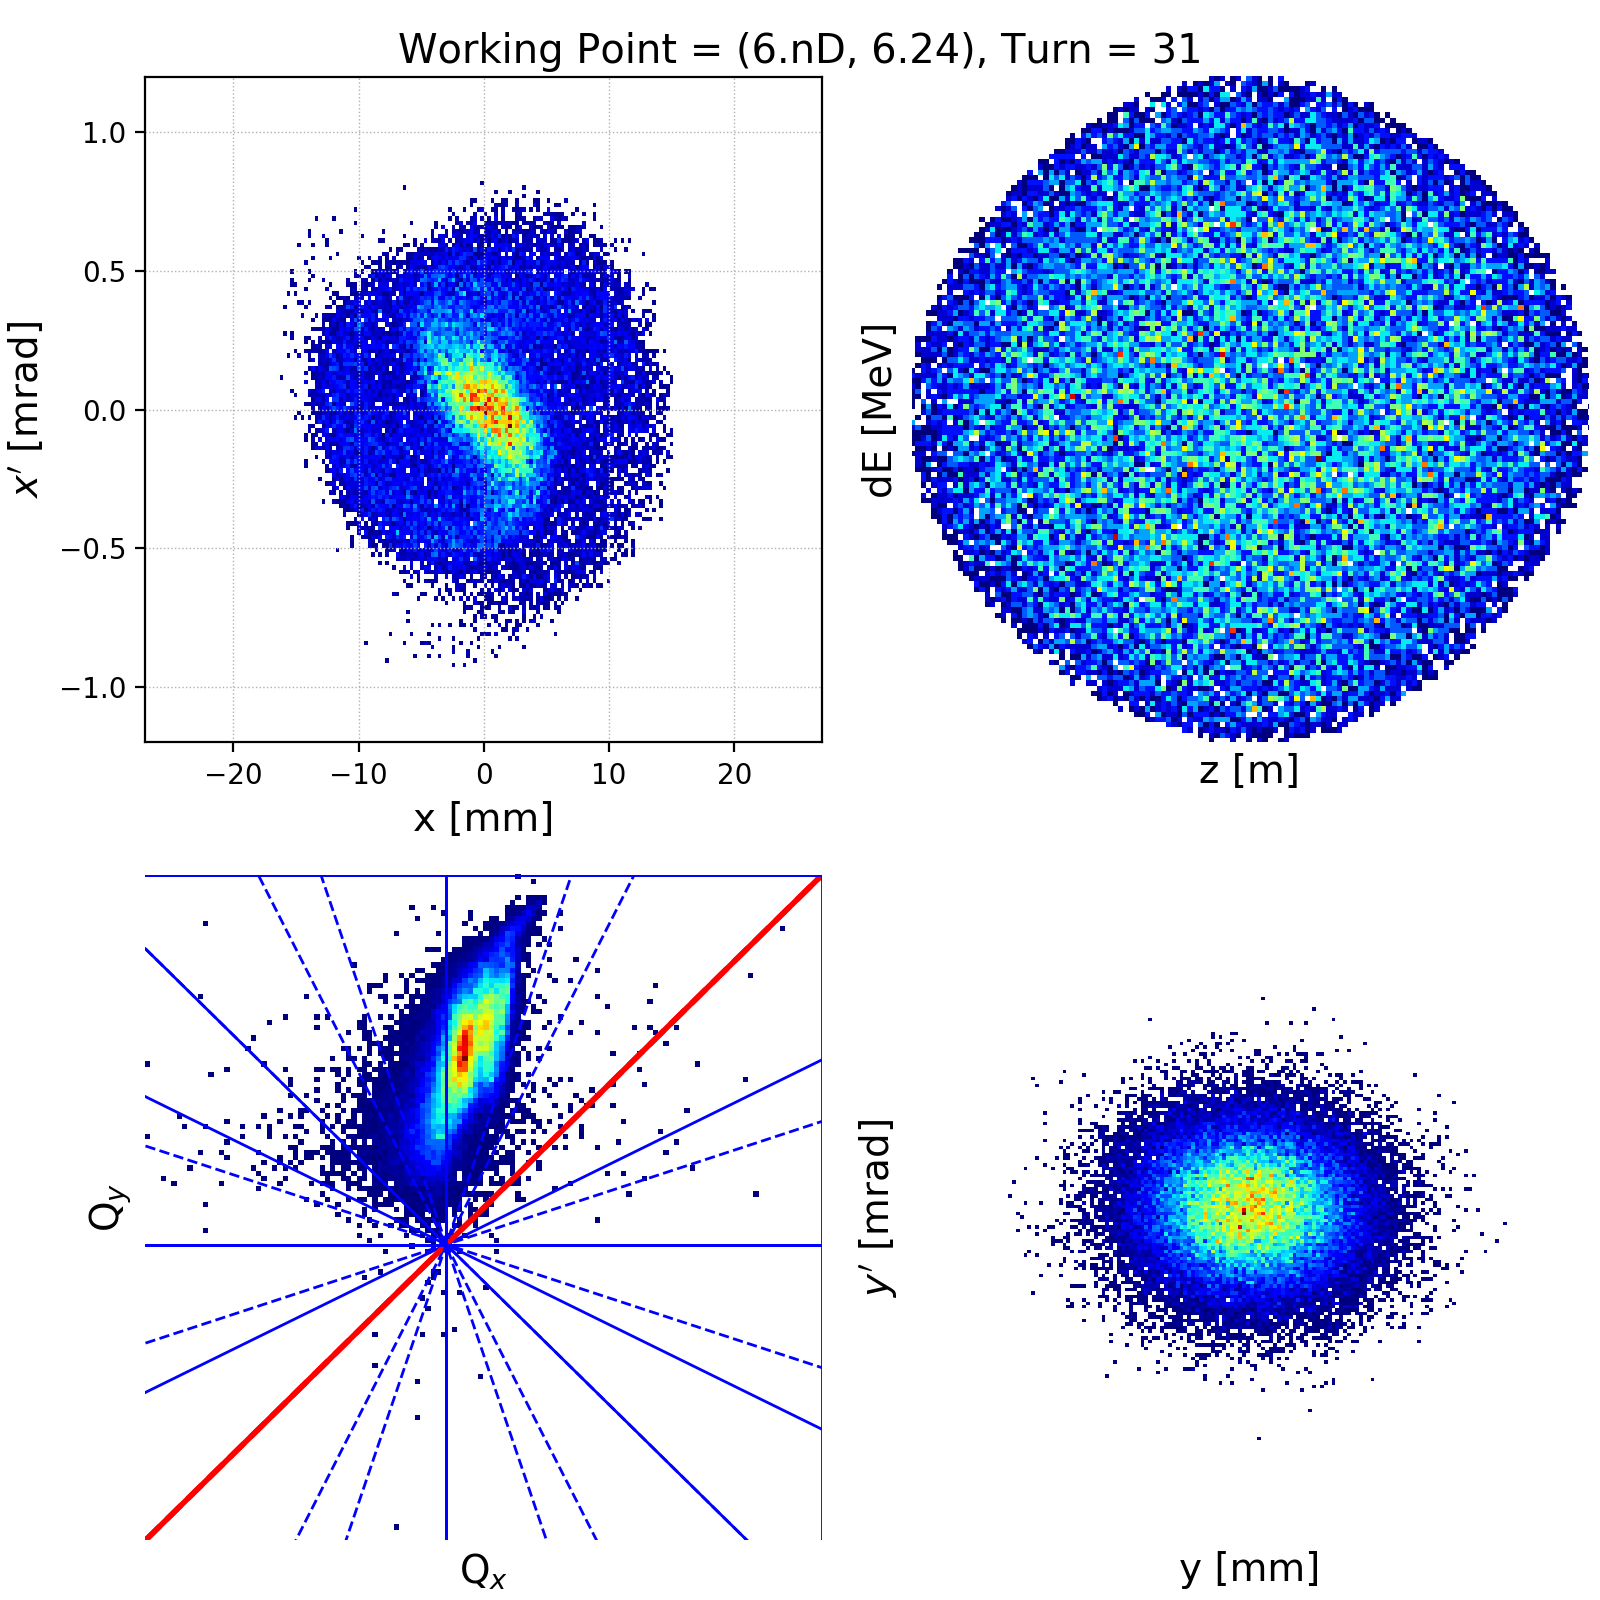 Working Point = (6.nD, 6.24), Turn = 31
1.0
0.5
0.0
−0.5
−1.0
x′ [mrad]
−20 −10 0 10 20
x [mm]
dE [MeV]
z [m]
Qy
Qx
y′ [mrad]
y [mm]